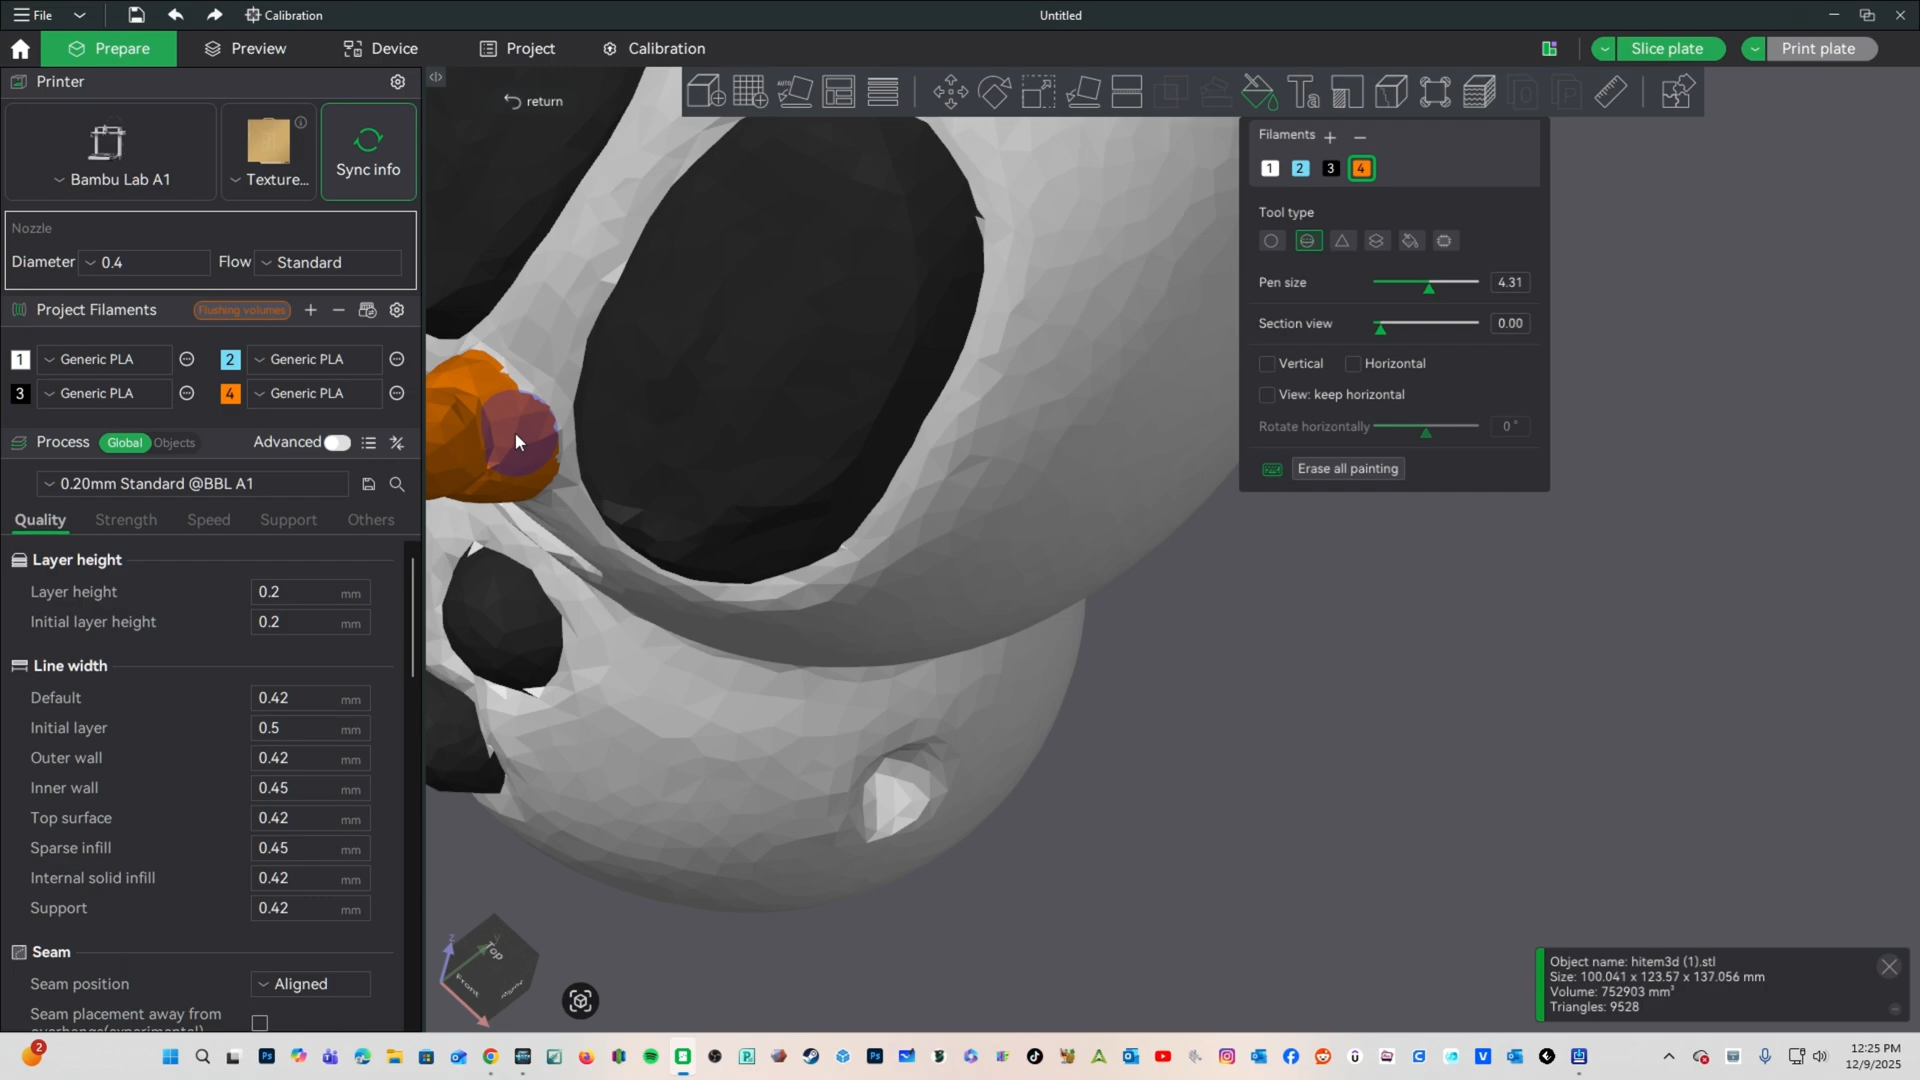 File
Calibration
Untitled
Prepare
Preview
Device
Project
Calibration
Slice plate
Print plate
Printer
return
Bambu Lab A1
Texture...
Sync info
Filaments
1 2 3 4
Nozzle
Diameter 0.4 Flow Standard
Tool type
Pen size 4.31
Section view 0.00
Vertical Horizontal
View: keep horizontal
Rotate horizontally 0 °
Erase all painting
Project Filaments Flushing volumes
1 Generic PLA 2 Generic PLA
3 Generic PLA 4 Generic PLA
Process Global Objects Advanced
0.20mm Standard @BBL A1
Quality Strength Speed Support Others
Layer height
Layer height 0.2 mm
Initial layer height 0.2 mm
Line width
Default 0.42 mm
Initial layer 0.5 mm
Outer wall 0.42 mm
Inner wall 0.45 mm
Top surface 0.42 mm
Sparse infill 0.45 mm
Internal solid infill 0.42 mm
Support 0.42 mm
Seam
Seam position Aligned
Seam placement away from
Top
Front
Object name: hitem3d (1).stl
Size: 100.041 x 123.57 x 137.056 mm
Volume: 752903 mm³
Triangles: 9528
2
12:25 PM
12/9/2025